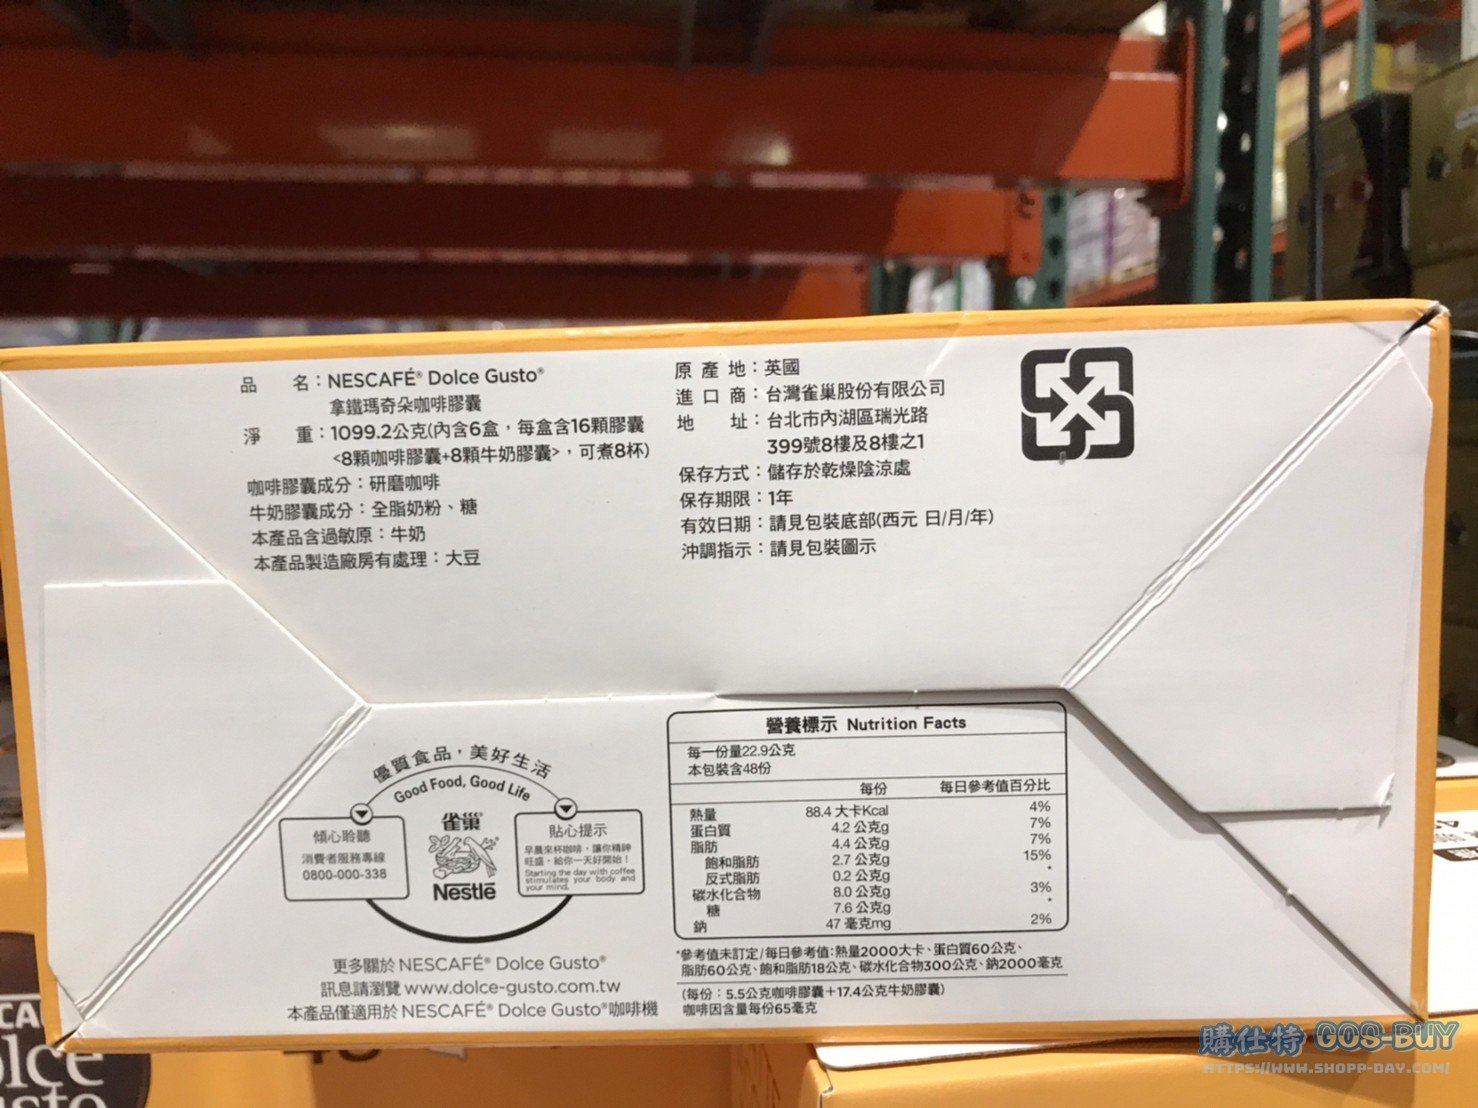 品　名：NESCAFÉ® Dolce Gusto®
拿鐵瑪奇朵咖啡膠囊
淨　重：1099.2公克(內含6盒，每盒含16顆膠囊
<8顆咖啡膠囊+8顆牛奶膠囊>，可煮8杯)
咖啡膠囊成分：研磨咖啡
牛奶膠囊成分：全脂奶粉、糖
本產品含過敏原：牛奶
本產品製造廠房有處理：大豆
原 產 地：英國
進 口 商：台灣雀巢股份有限公司
地　　址：台北市內湖區瑞光路
399號8樓及8樓之1
保存方式：儲存於乾燥陰涼處
保存期限：1年
有效日期：請見包裝底部(西元 日/月/年)
沖調指示：請見包裝圖示
優質食品，美好生活
Good Food, Good Life
傾心聆聽
消費者服務專線
0800-000-338
雀巢®
Nestlé
貼心提示
早晨來杯咖啡，讓你精神
旺盛，給你一天好開始！
Starting the day with coffee
stimulates your body and
your mind.
更多關於 NESCAFÉ® Dolce Gusto®
訊息請瀏覽 www.dolce-gusto.com.tw
本產品僅適用於 NESCAFÉ® Dolce Gusto®咖啡機
營養標示 Nutrition Facts
每一份量22.9公克
本包裝含48份
每份 每日參考值百分比
熱量 88.4 大卡Kcal 4%
蛋白質 4.2 公克g 7%
脂肪 4.4 公克g 7%
飽和脂肪 2.7 公克g 15%
反式脂肪 0.2 公克g *
碳水化合物 8.0 公克g 3%
糖 7.6 公克g *
鈉 47 毫克mg 2%
*參考值未訂定/每日參考值:熱量2000大卡、蛋白質60公克、
脂肪60公克、飽和脂肪18公克、碳水化合物300公克、鈉2000毫克
(每份：5.5公克咖啡膠囊＋17.4公克牛奶膠囊)
咖啡因含量每份65毫克
購仕特 GOS-BUY
HTTPS://WWW.SHOPP-DAY.COM/